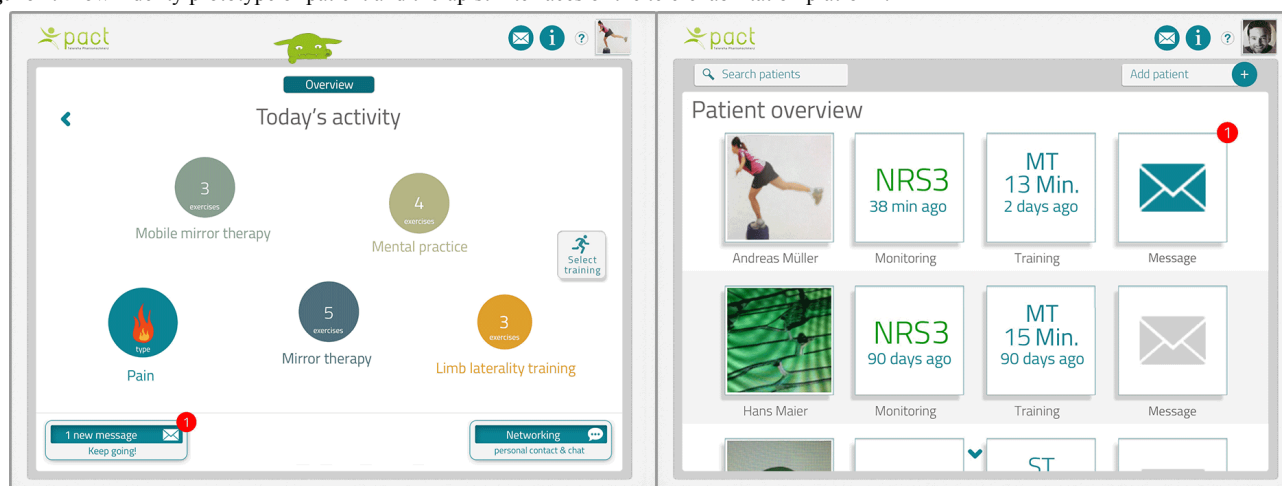 pact
?
Overview
Today's activity
3
exercises
Mobile mirror therapy
4
exercises
Mental practice
Select
training
type
Pain
5
exercises
Mirror therapy
3
exercises
Limb laterality training
1 new message
1
Keep going!
Networking
personal contact & chat
pact
?
Search patients
Add patient
+
Patient overview
NRS3
38 min ago
MT
13 Min.
2 days ago
1
Andreas Müller
Monitoring
Training
Message
NRS3
90 days ago
MT
15 Min.
90 days ago
Hans Maier
Monitoring
Training
Message
ST